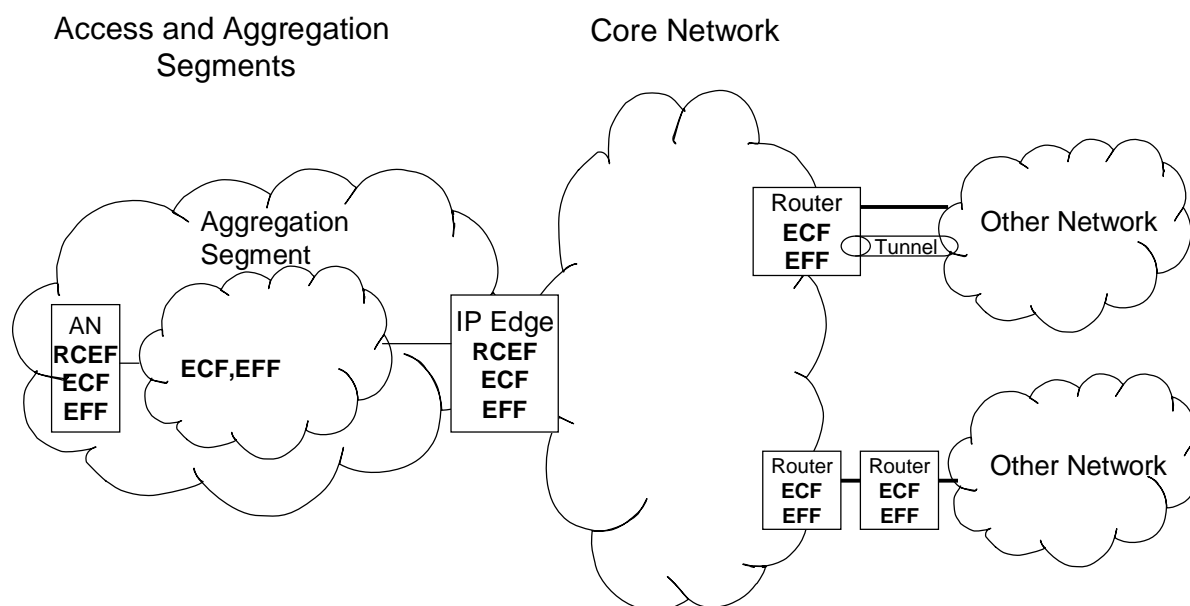 Access and Aggregation
Segments
Core Network
Aggregation
Segment
AN
RCEF
ECF
EFF
ECF,EFF
IP Edge
RCEF
ECF
EFF
Router
ECF
EFF
Tunnel
Other Network
Router
ECF
EFF
Router
ECF
EFF
Other Network